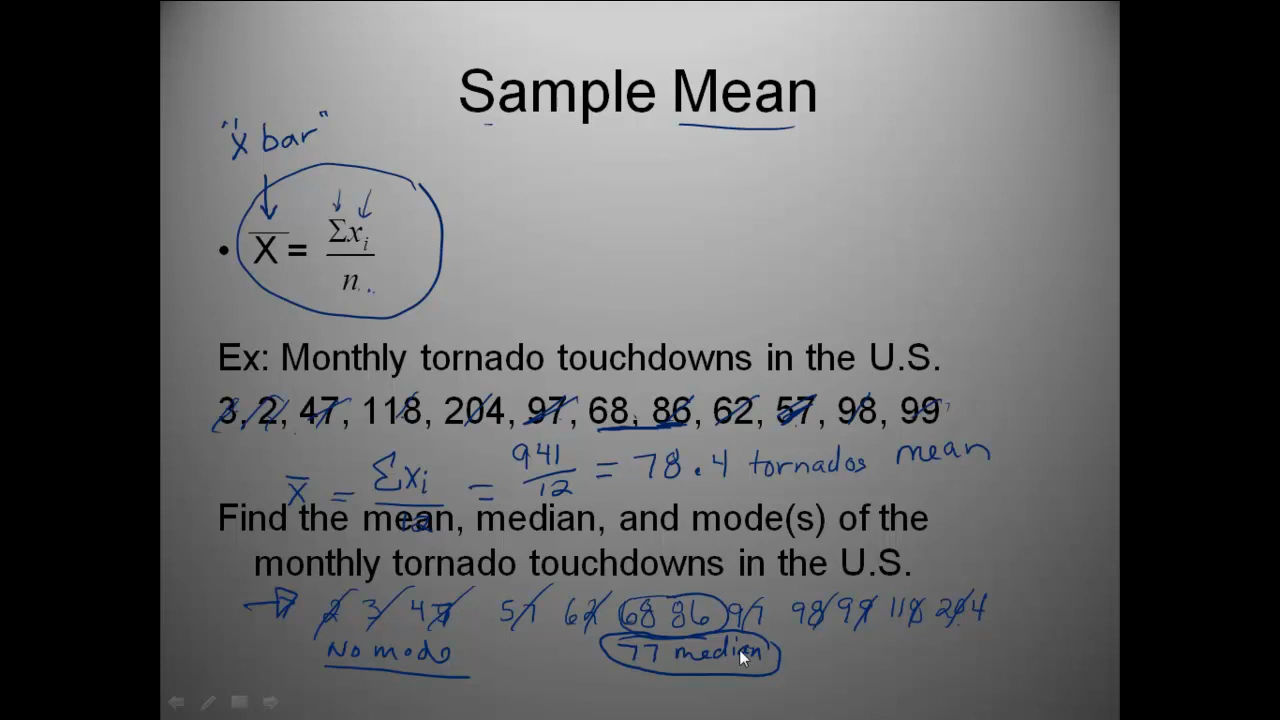 Sample Mean
"x bar"
• X̅ = Σxᵢ / n
Ex: Monthly tornado touchdowns in the U.S.
3, 2, 47, 118, 204, 97, 68, 86, 62, 57, 98, 99
x̅ = Σxᵢ / 12 = 941 / 12 = 78.4 tornados mean
Find the mean, median, and mode(s) of the
monthly tornado touchdowns in the U.S.
→ 2 3 47 57 62 68 86 97 98 99 118 204
No mode 77 median